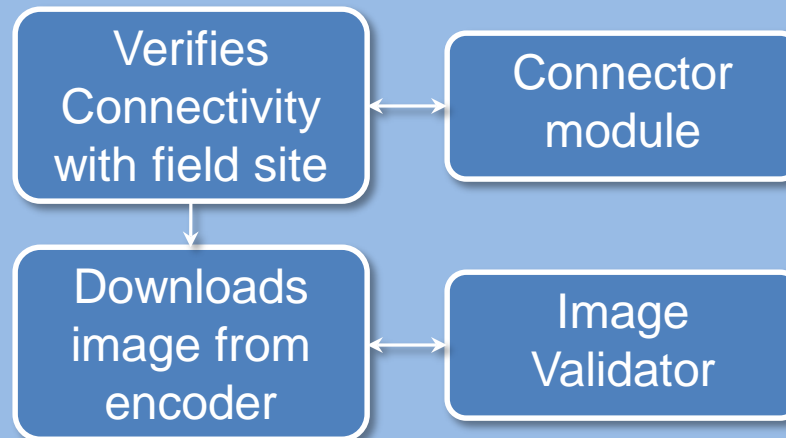 Verifies
Connectivity
with field site
Connector
module
Downloads
image from
encoder
Image
Validator